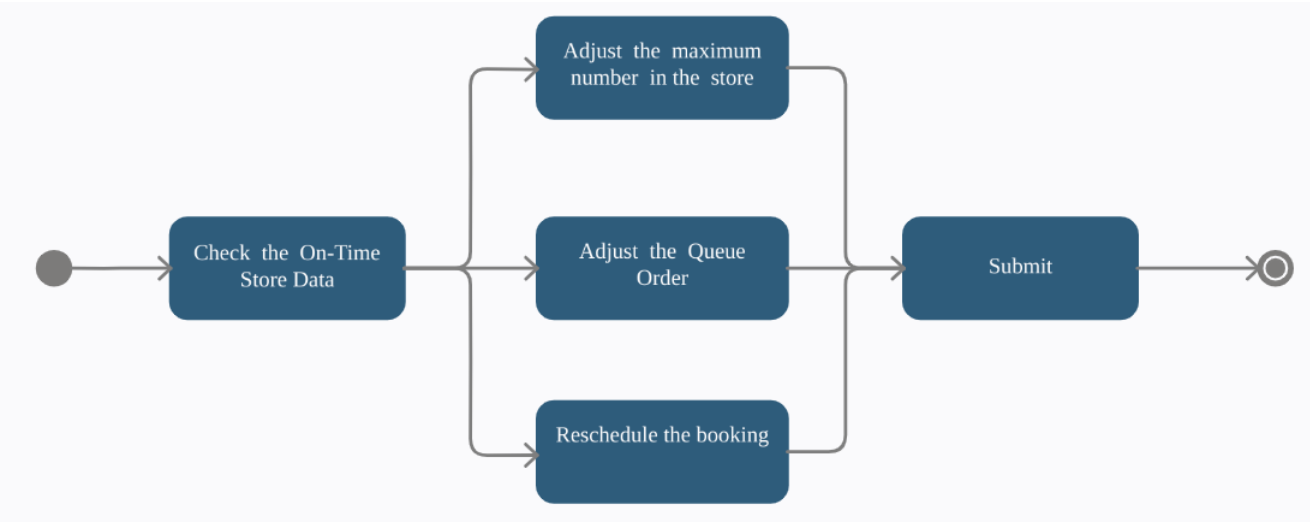 Adjust the maximum
number in the store
Check the On-Time
Store Data
Adjust the Queue
Order
Submit
Reschedule the booking